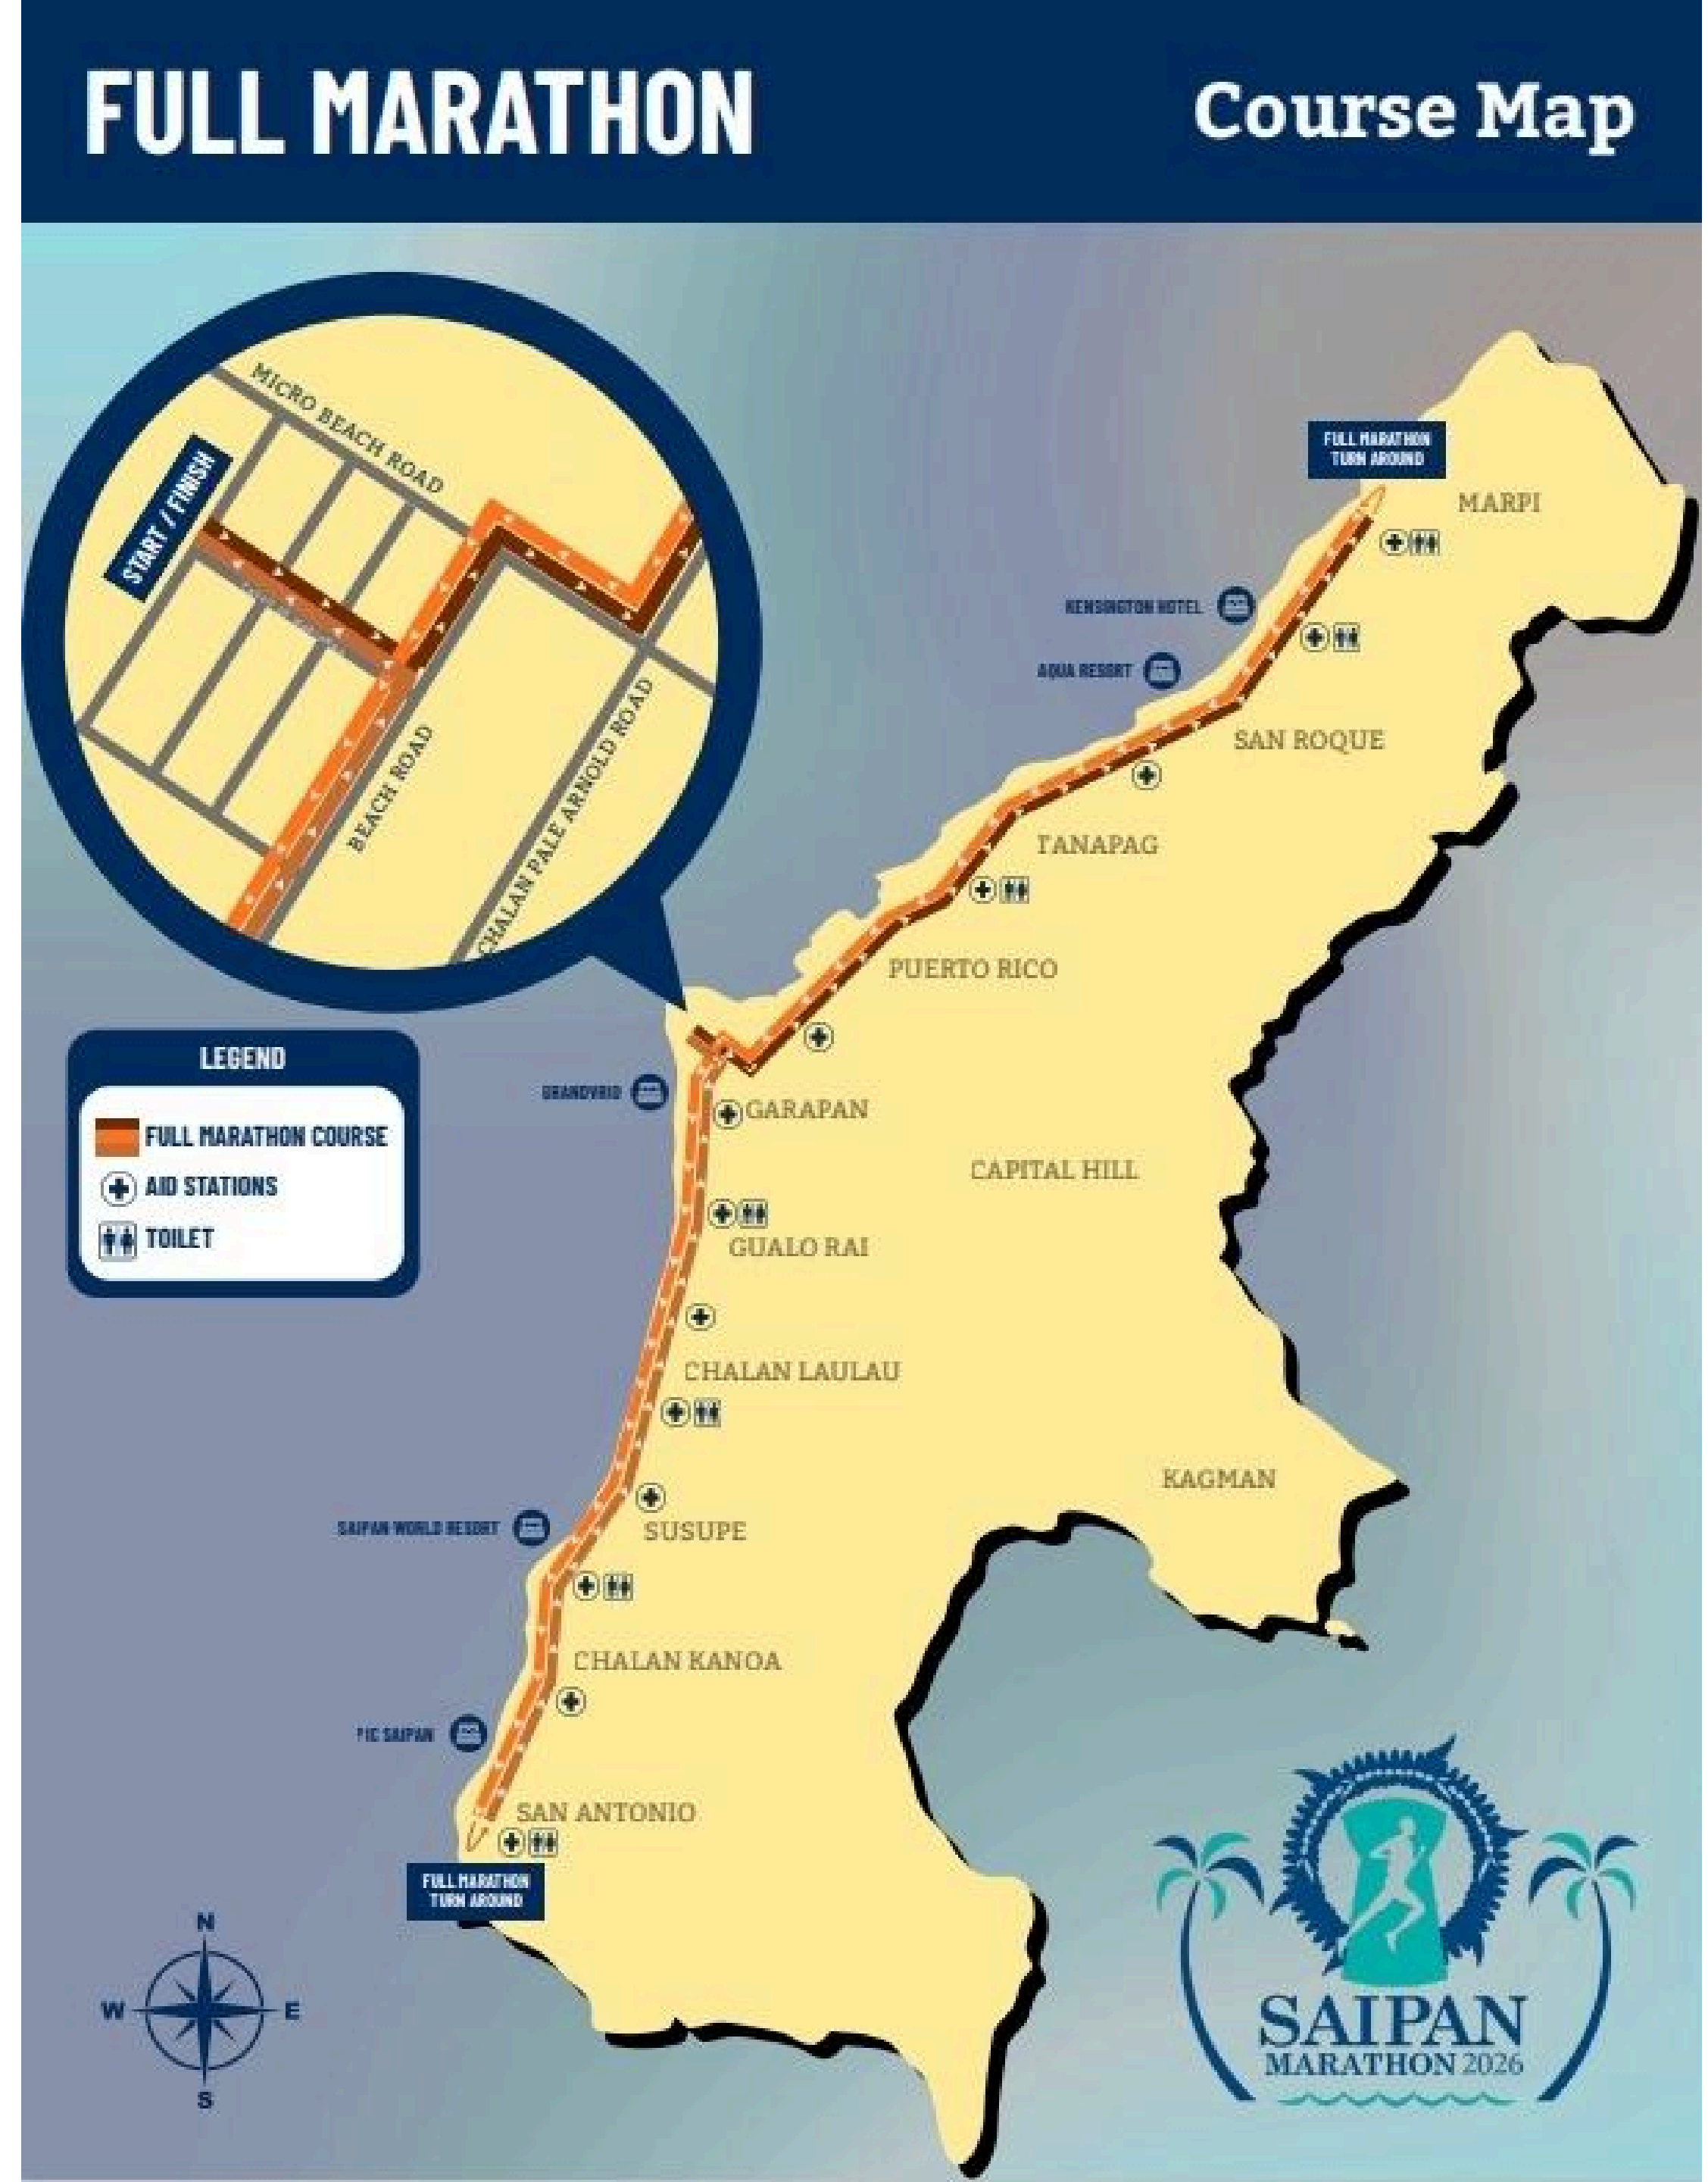 FULL MARATHON
Course Map
MICRO BEACH ROAD
START / FINISH
BEACH ROAD
CHALAN PALE ARNOLD ROAD
FULL MARATHON
TURN AROUND
MARPI
KENSINGTON HOTEL
AQUA RESORT
SAN ROQUE
TANAPAG
PUERTO RICO
LEGEND
FULL MARATHON COURSE
AID STATIONS
TOILET
GRANDVRIO
GARAPAN
CAPITAL HILL
GUALO RAI
CHALAN LAULAU
KAGMAN
SAIPAN WORLD RESORT
SUSUPE
CHALAN KANOA
PIC SAIPAN
SAN ANTONIO
FULL MARATHON
TURN AROUND
N
W
E
S
SAIPAN
MARATHON 2026